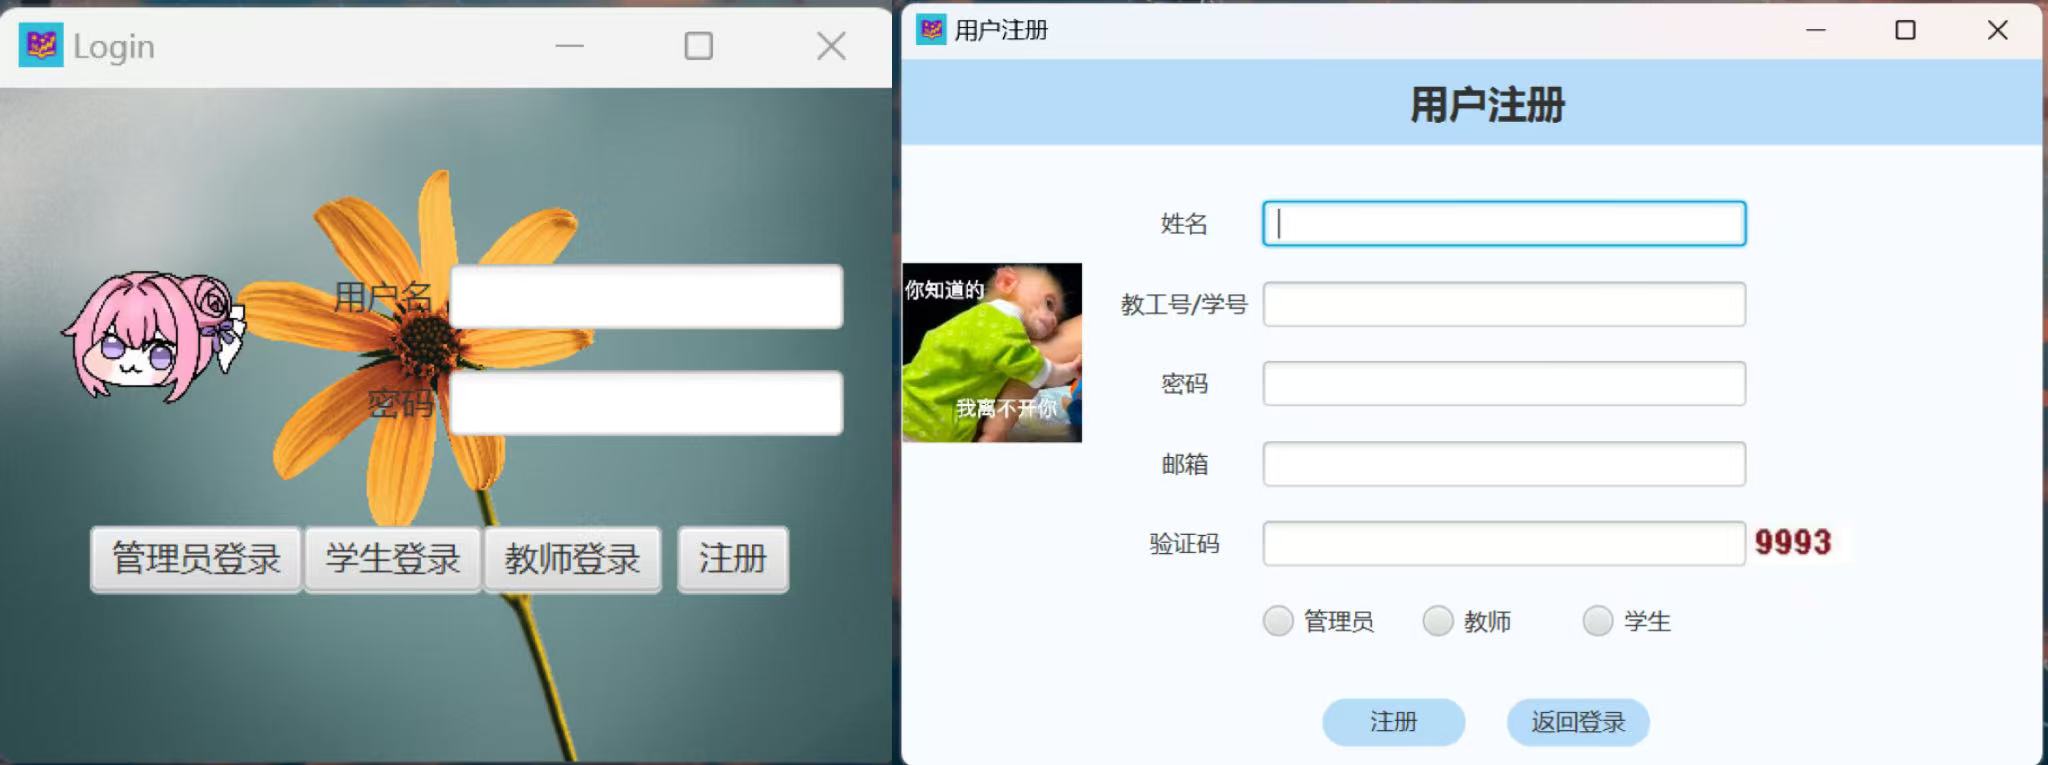 Login
用户名
密码
管理员登录 学生登录 教师登录 注册
用户注册
用户注册
姓名
教工号/学号
你知道的
我离不开你
密码
邮箱
验证码 9993
管理员 教师 学生
注册 返回登录